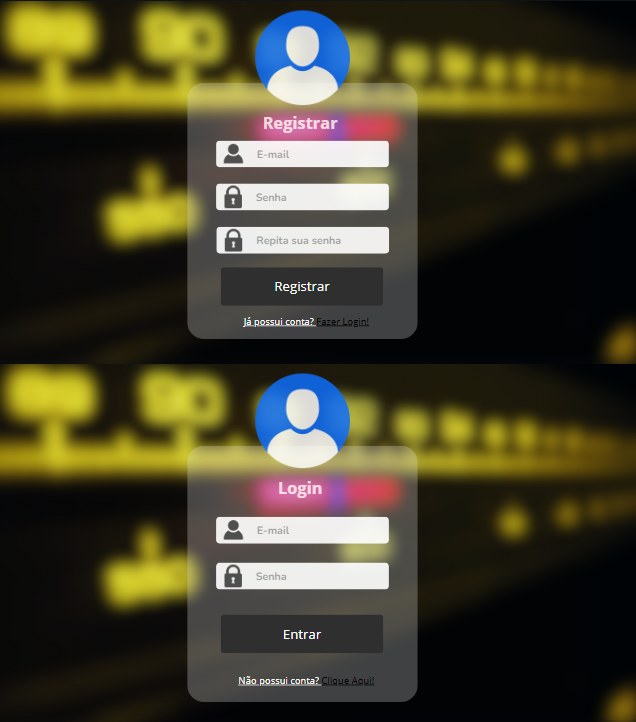 Registrar
E-mail
Senha
Repita sua senha
Registrar
Já possui conta? Fazer Login!
Login
E-mail
Senha
Entrar
Não possui conta? Clique Aqui!